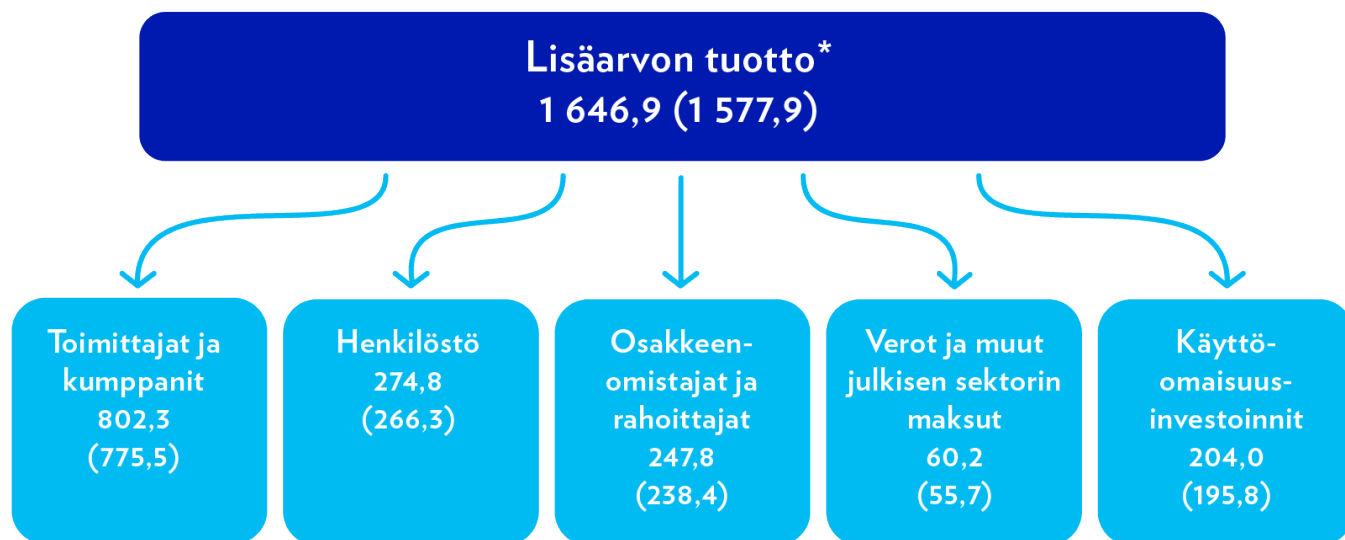 Lisäarvon tuotto*
1 646,9 (1 577,9)
Toimittajat ja
kumppanit
802,3
(775,5)
Henkilöstö
274,8
(266,3)
Osakkeen-
omistajat ja
rahoittajat
247,8
(238,4)
Verot ja muut
julkisen sektorin
maksut
60,2
(55,7)
Käyttö-
omaisuus-
investoinnit
204,0
(195,8)